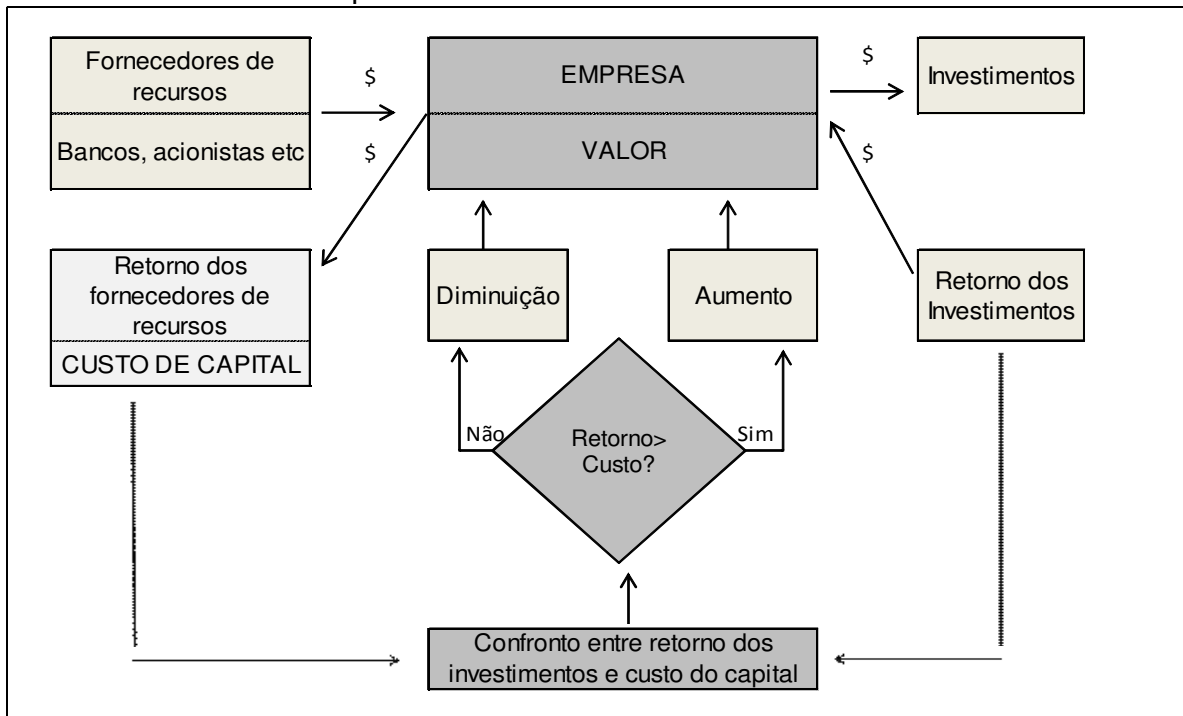 Fornecedores de
recursos
Bancos, acionistas etc
$
$
EMPRESA
VALOR
$
$
Investimentos
Retorno dos
fornecedores de
recursos
CUSTO DE CAPITAL
Diminuição
Aumento
Retorno dos
Investimentos
Não
Retorno>
Custo?
Sim
Confronto entre retorno dos
investimentos e custo do capital